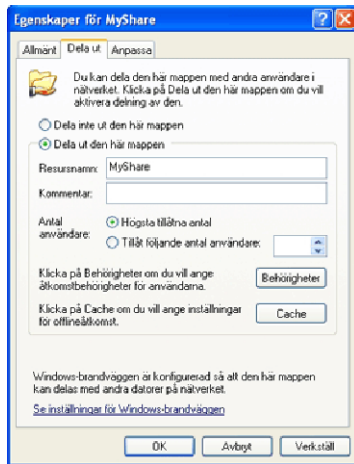 Egenskaper för MyShare
Allmänt Dela ut Anpassa
Du kan dela den här mappen med andra användare i
nätverket. Klicka på Dela ut den här mappen om du vill
aktivera delning av den.
Dela inte ut den här mappen
Dela ut den här mappen
Resursnamn: MyShare
Kommentar:
Antal
användare:
Högsta tillåtna antal
Tillåt följande antal användare:
Klicka på Behörigheter om du vill ange
åtkomstbehörigheter för användarna.
Behörigheter
Klicka på Cache om du vill ange inställningar
för offlineåtkomst.
Cache
Windows-brandväggen är konfigurerad så att den här mappen
kan delas med andra datorer på nätverket.
Se inställningar för Windows-brandväggen
OK Avbryt Verkställ